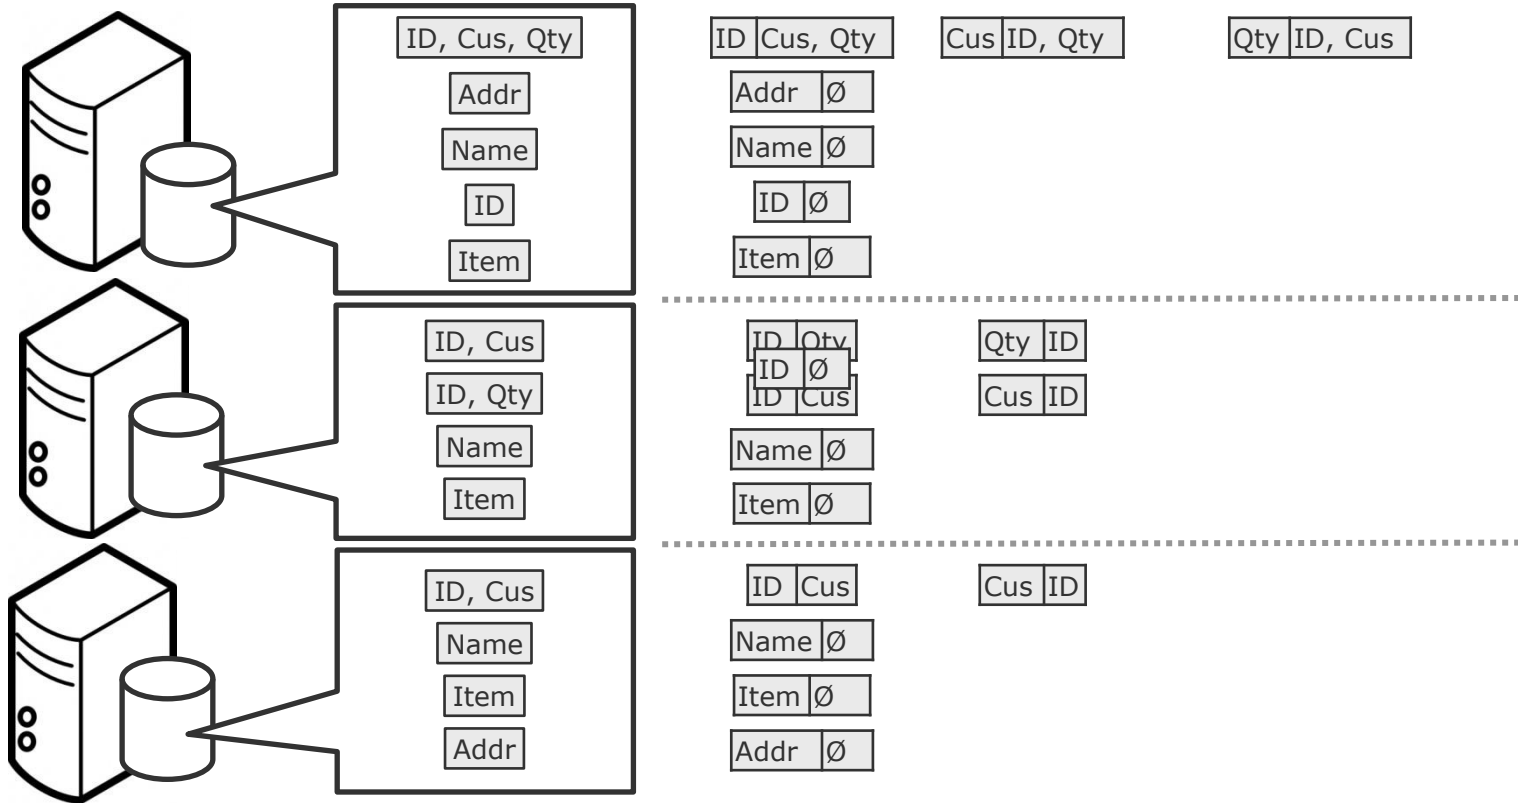 ID, Cus, Qty
Addr
Name
ID
Item
ID Cus, Qty
Cus ID, Qty
Qty ID, Cus
Addr Ø
Name Ø
ID Ø
Item Ø
ID, Cus
ID, Qty
Name
Item
ID Qty
Qty ID
ID Ø
ID Cus
Cus ID
Name Ø
Item Ø
ID, Cus
Name
Item
Addr
ID Cus
Cus ID
Name Ø
Item Ø
Addr Ø